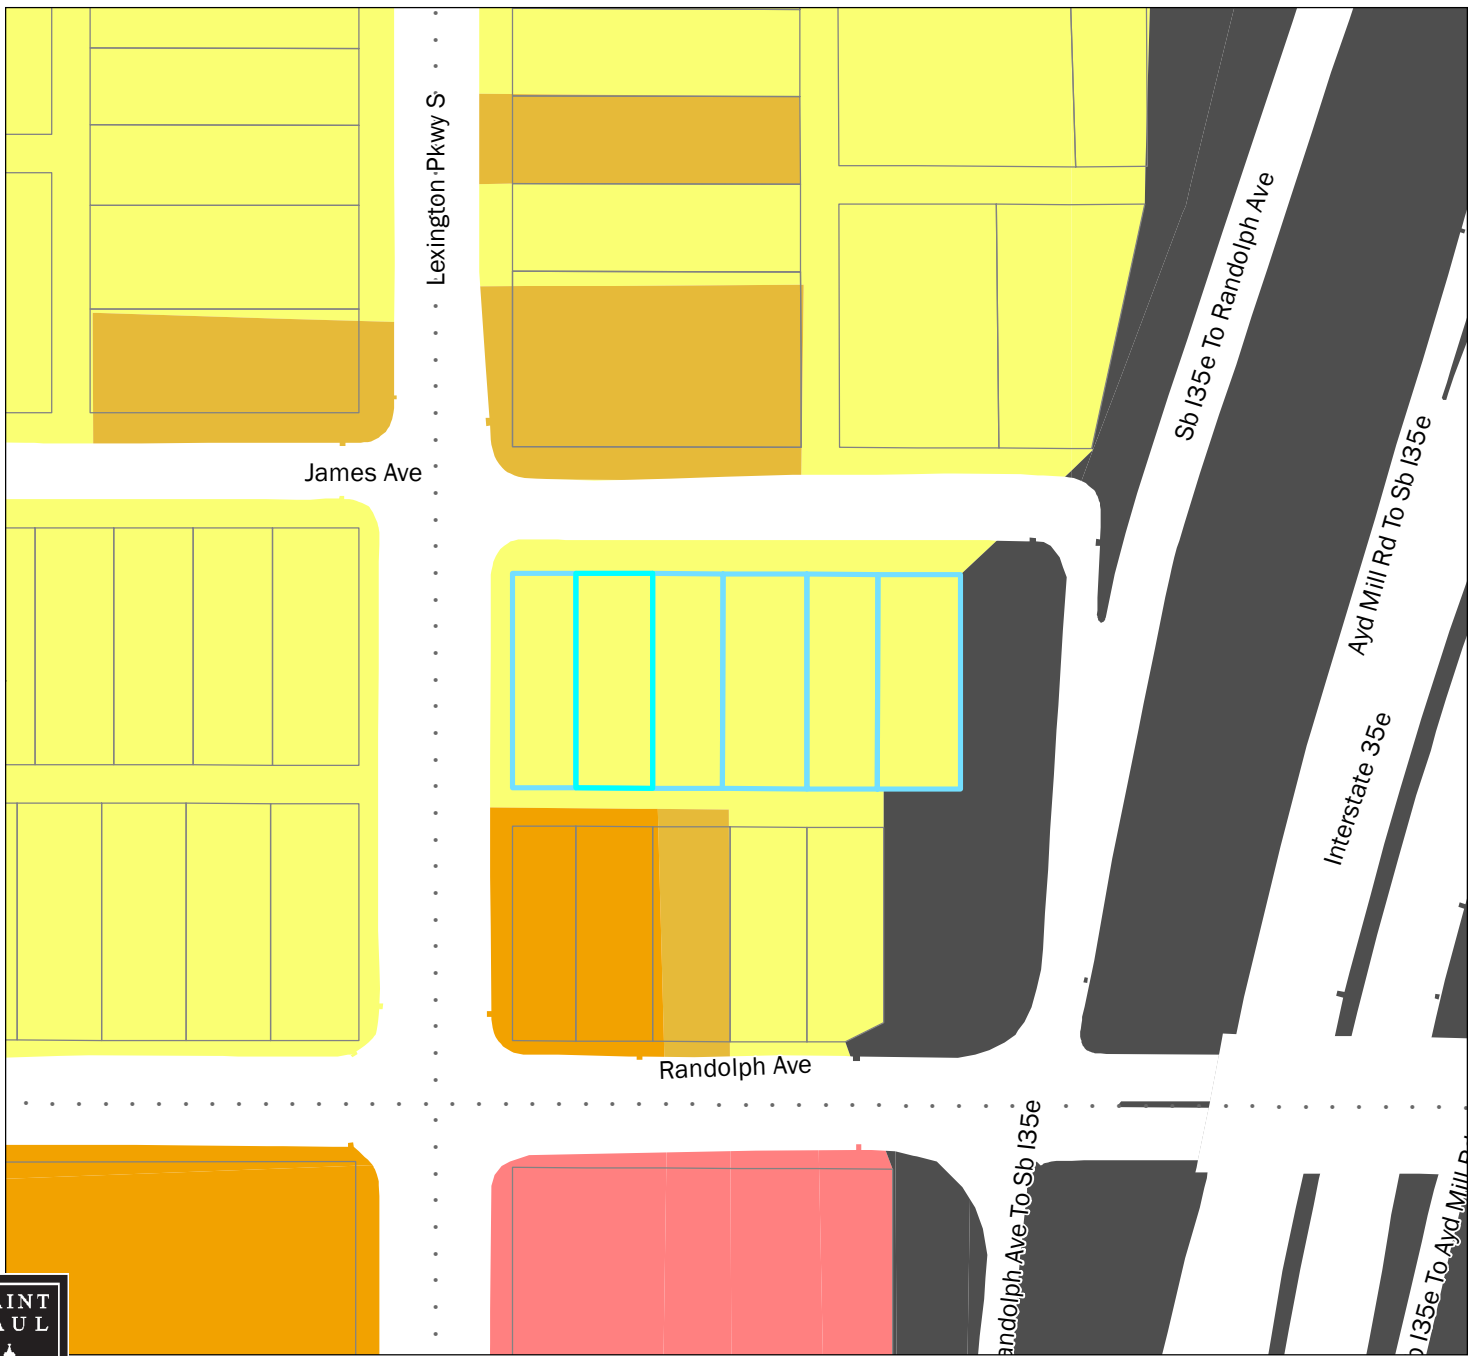 Lexington Pkwy S
Sb I35e To Randolph Ave
Ayd Mill Rd To Sb I35e
James Ave
Interstate 35e
Randolph Ave
andolph Ave To Sb I35e
I35e To Ayd Mill
AINT
AUL